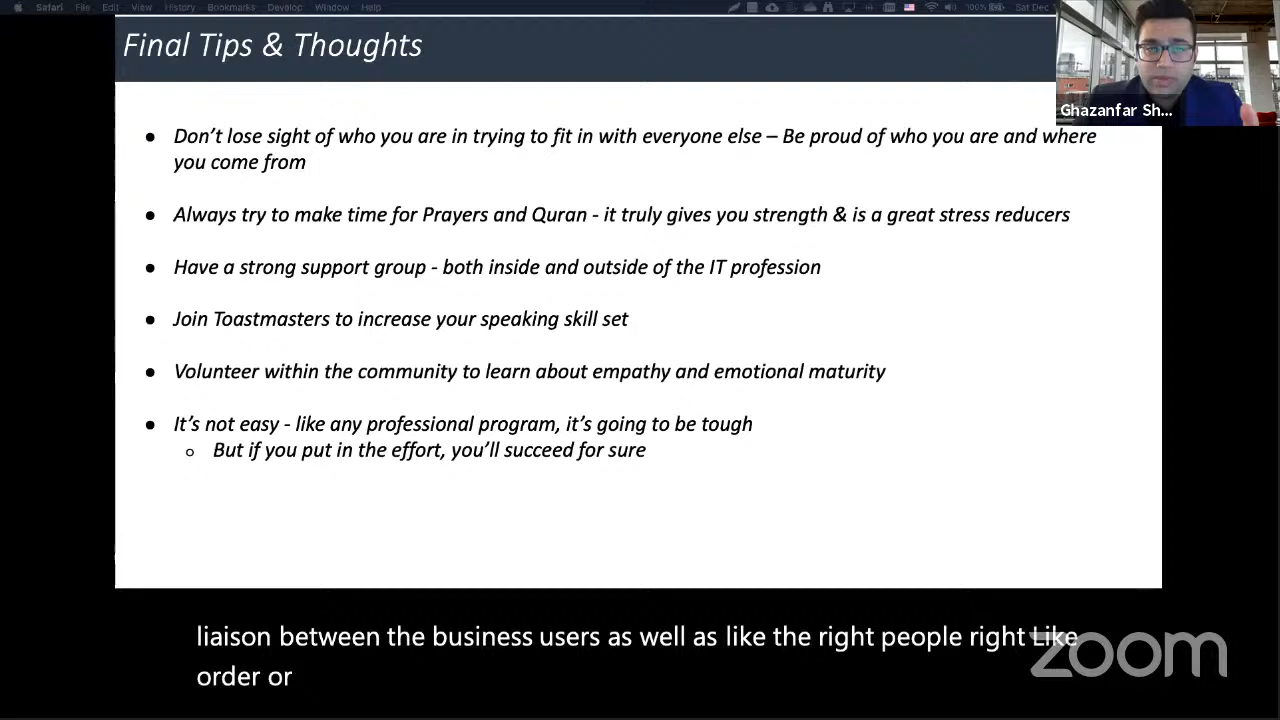 Safari File Edit View History Bookmarks Develop Window Help 100% Sat Dec
Final Tips & Thoughts
Ghazanfar Sh...
● Don't lose sight of who you are in trying to fit in with everyone else – Be proud of who you are and where
you come from
● Always try to make time for Prayers and Quran - it truly gives you strength & is a great stress reducers
● Have a strong support group - both inside and outside of the IT profession
● Join Toastmasters to increase your speaking skill set
● Volunteer within the community to learn about empathy and emotional maturity
● It's not easy - like any professional program, it's going to be tough
○ But if you put in the effort, you'll succeed for sure
liaison between the business users as well as like the right people right Like
order or
zoom